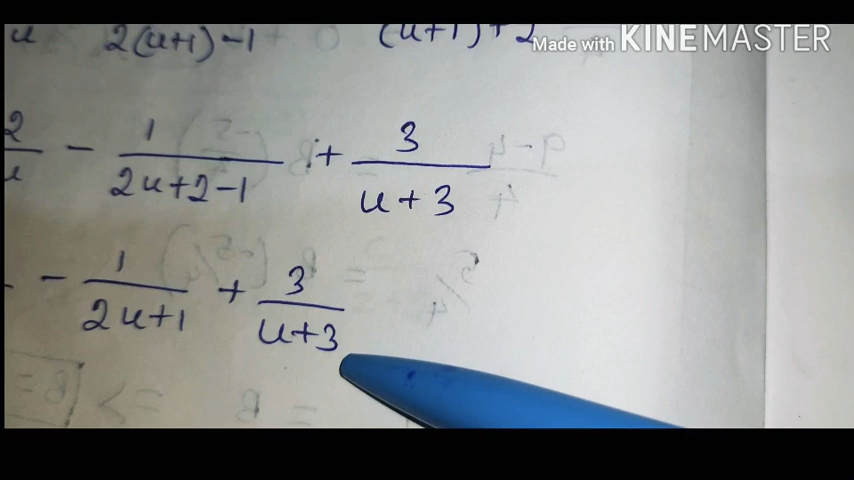 u 2(u+1)-1 (u+1)+2
Made with KINEMASTER
2/u - 1/(2u+2-1) + 3/(u+3)
- 1/(2u+1) + 3/(u+3)